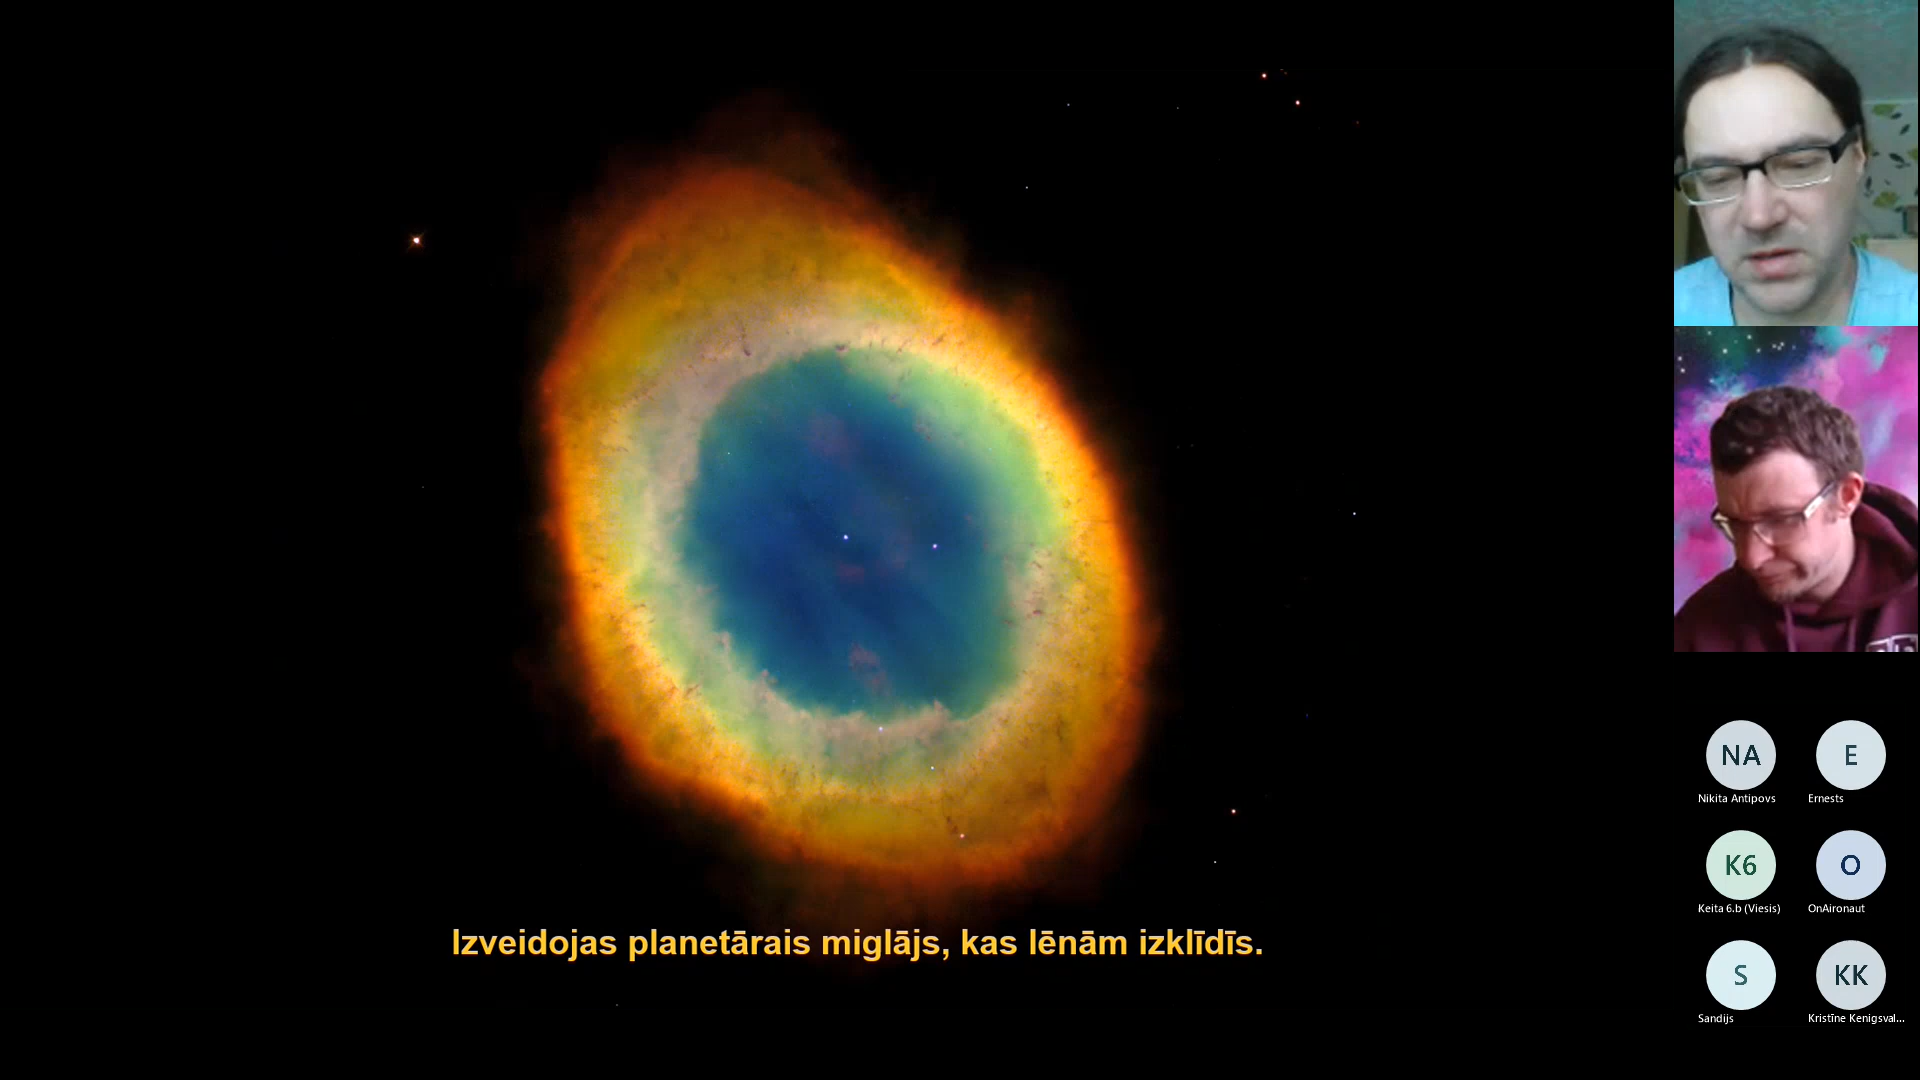 Izveidojas planetārais miglājs, kas lēnām izklīdīs.
NA
E
Nikita Antipovs
Ernests
K6
O
Keita 6.b (Viesis)
OnAironaut
S
KK
Sandijs
Kristīne Kenigsval...